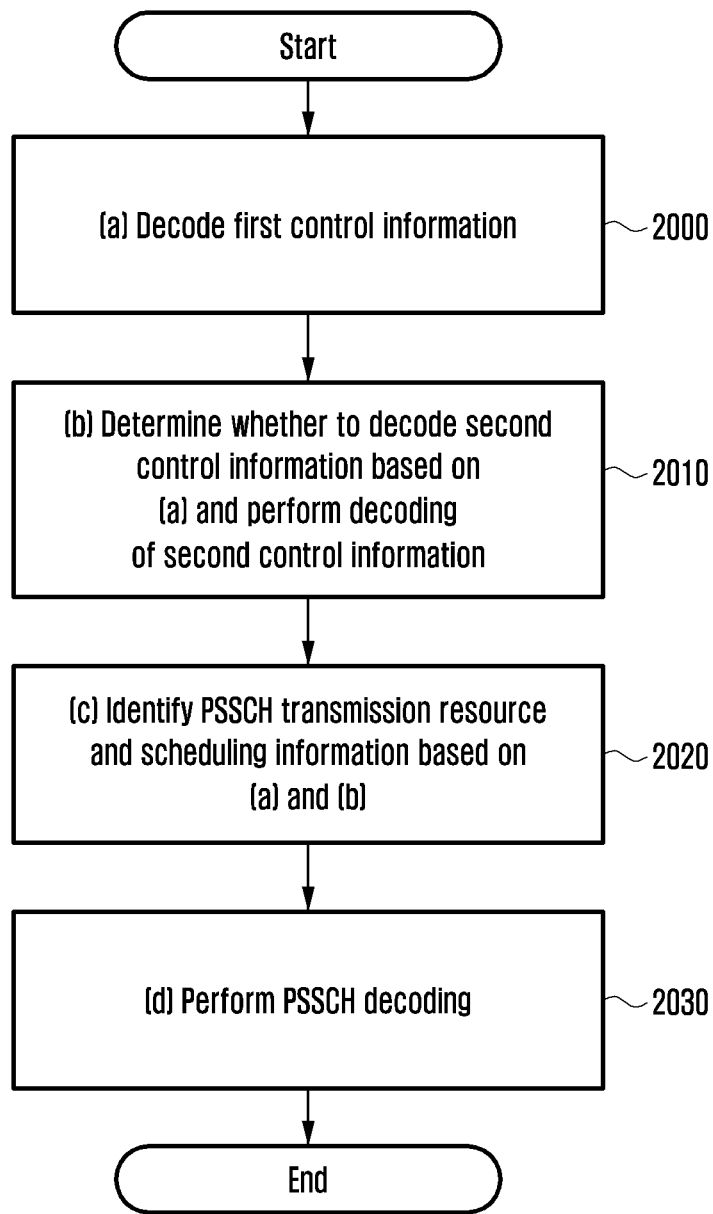 Start
(a) Decode first control information
2000
(b) Determine whether to decode second
control information based on
(a) and perform decoding
of second control information
2010
(c) Identify PSSCH transmission resource
and scheduling information based on
(a) and (b)
2020
(d) Perform PSSCH decoding
2030
End